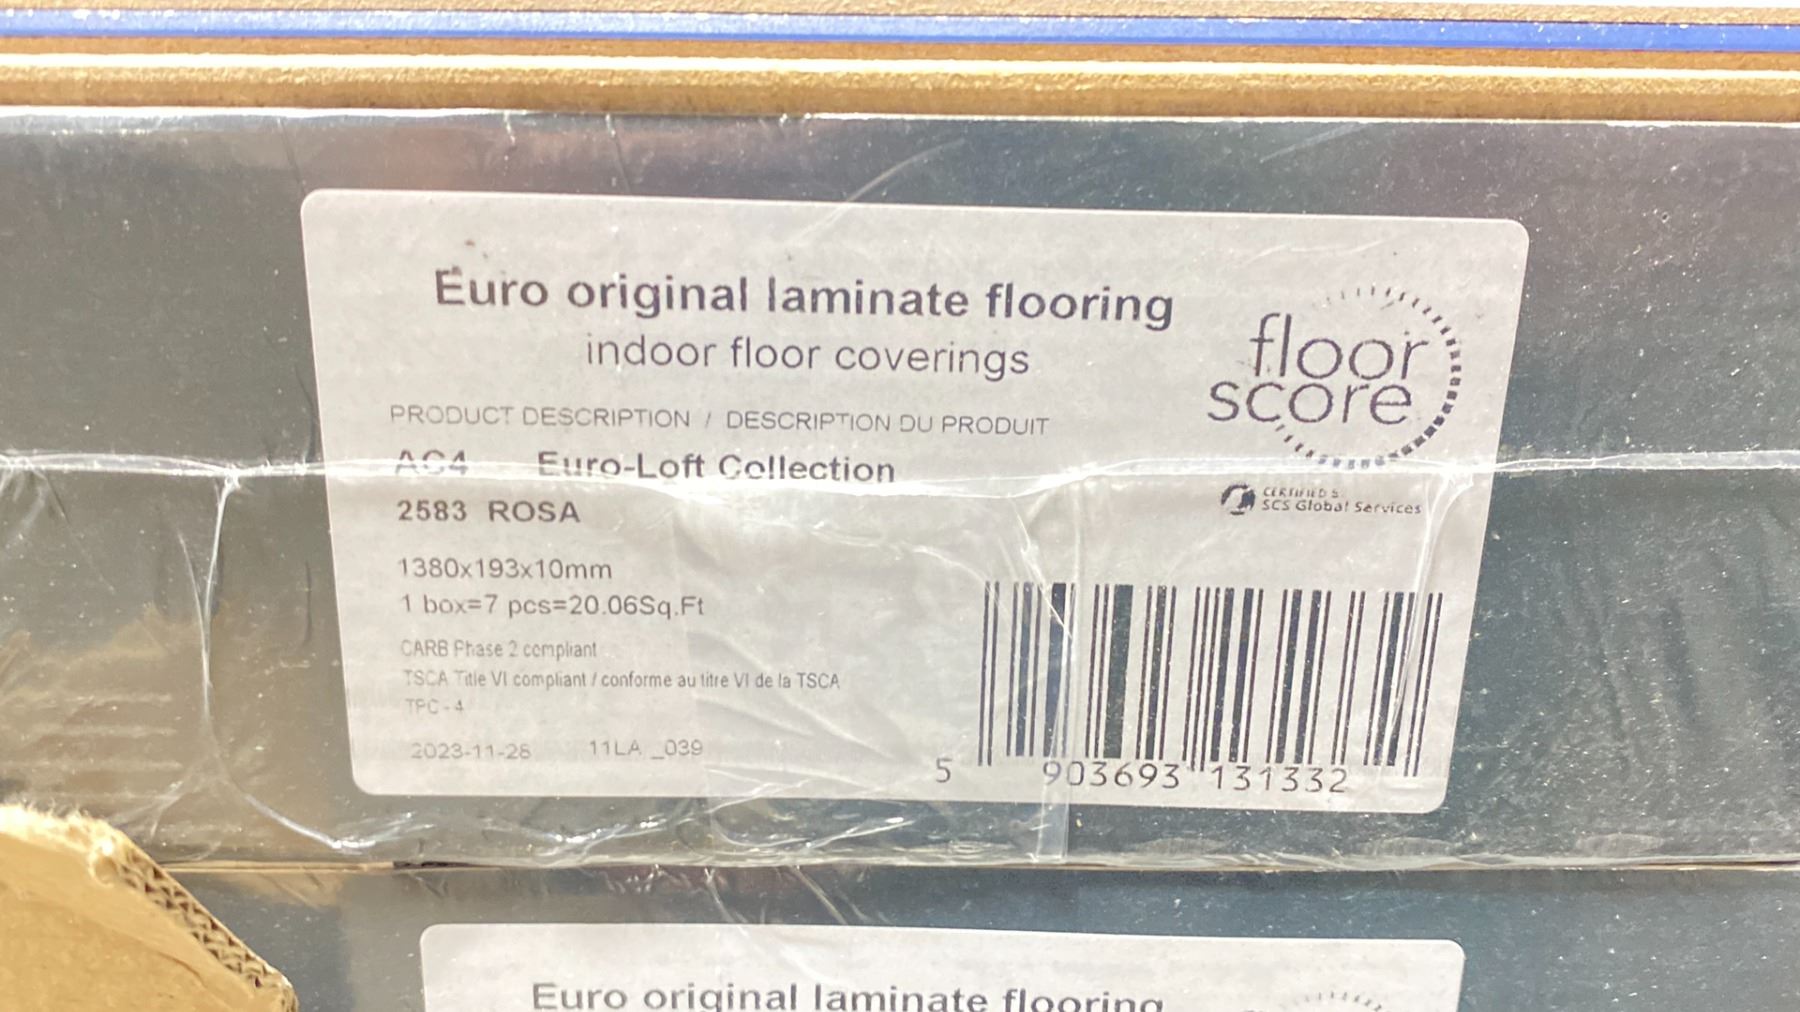 Euro original laminate flooring
indoor floor coverings
floor
score
PRODUCT DESCRIPTION / DESCRIPTION DU PRODUIT
AC4 Euro-Loft Collection
CERTIFIED
SCS Global Services
2583 ROSA
1380x193x10mm
1 box=7 pcs=20.06Sq.Ft
CARB Phase 2 compliant
TSCA Title VI compliant / conforme au titre VI de la TSCA
TPC - 4
2023-11-28 11LA _039
5 903693 131332
Euro original laminate flooring